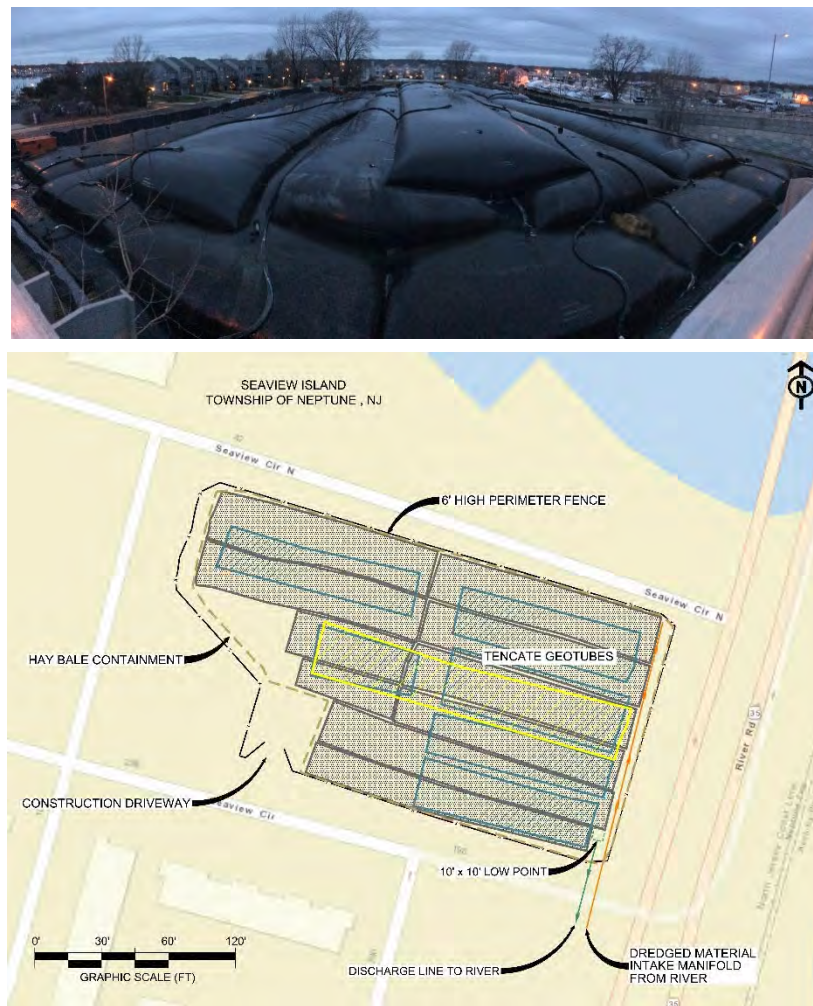 SEAVIEW ISLAND
TOWNSHIP OF NEPTUNE , NJ
N
Seaview Cir N
6' HIGH PERIMETER FENCE
Seaview Cir N
HAY BALE CONTAINMENT
TENCATE GEOTUBES
35
River Rd
CONSTRUCTION DRIVEWAY
Seaview Cir
10' x 10' LOW POINT
0' 30' 60' 120'
GRAPHIC SCALE (FT)
DISCHARGE LINE TO RIVER
DREDGED MATERIAL
INTAKE MANIFOLD
FROM RIVER
35